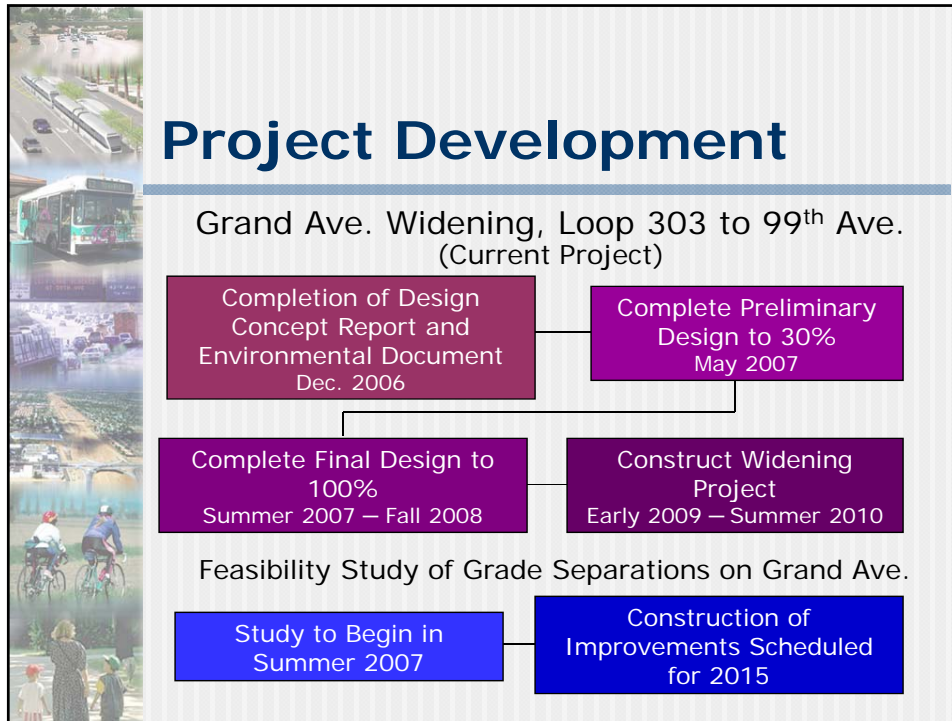 Project Development
Grand Ave. Widening, Loop 303 to 99th Ave.
(Current Project)
Completion of Design
Concept Report and
Environmental Document
Dec. 2006
Complete Preliminary
Design to 30%
May 2007
Complete Final Design to
100%
Summer 2007 – Fall 2008
Construct Widening
Project
Early 2009 – Summer 2010
Feasibility Study of Grade Separations on Grand Ave.
Study to Begin in
Summer 2007
Construction of
Improvements Scheduled
for 2015